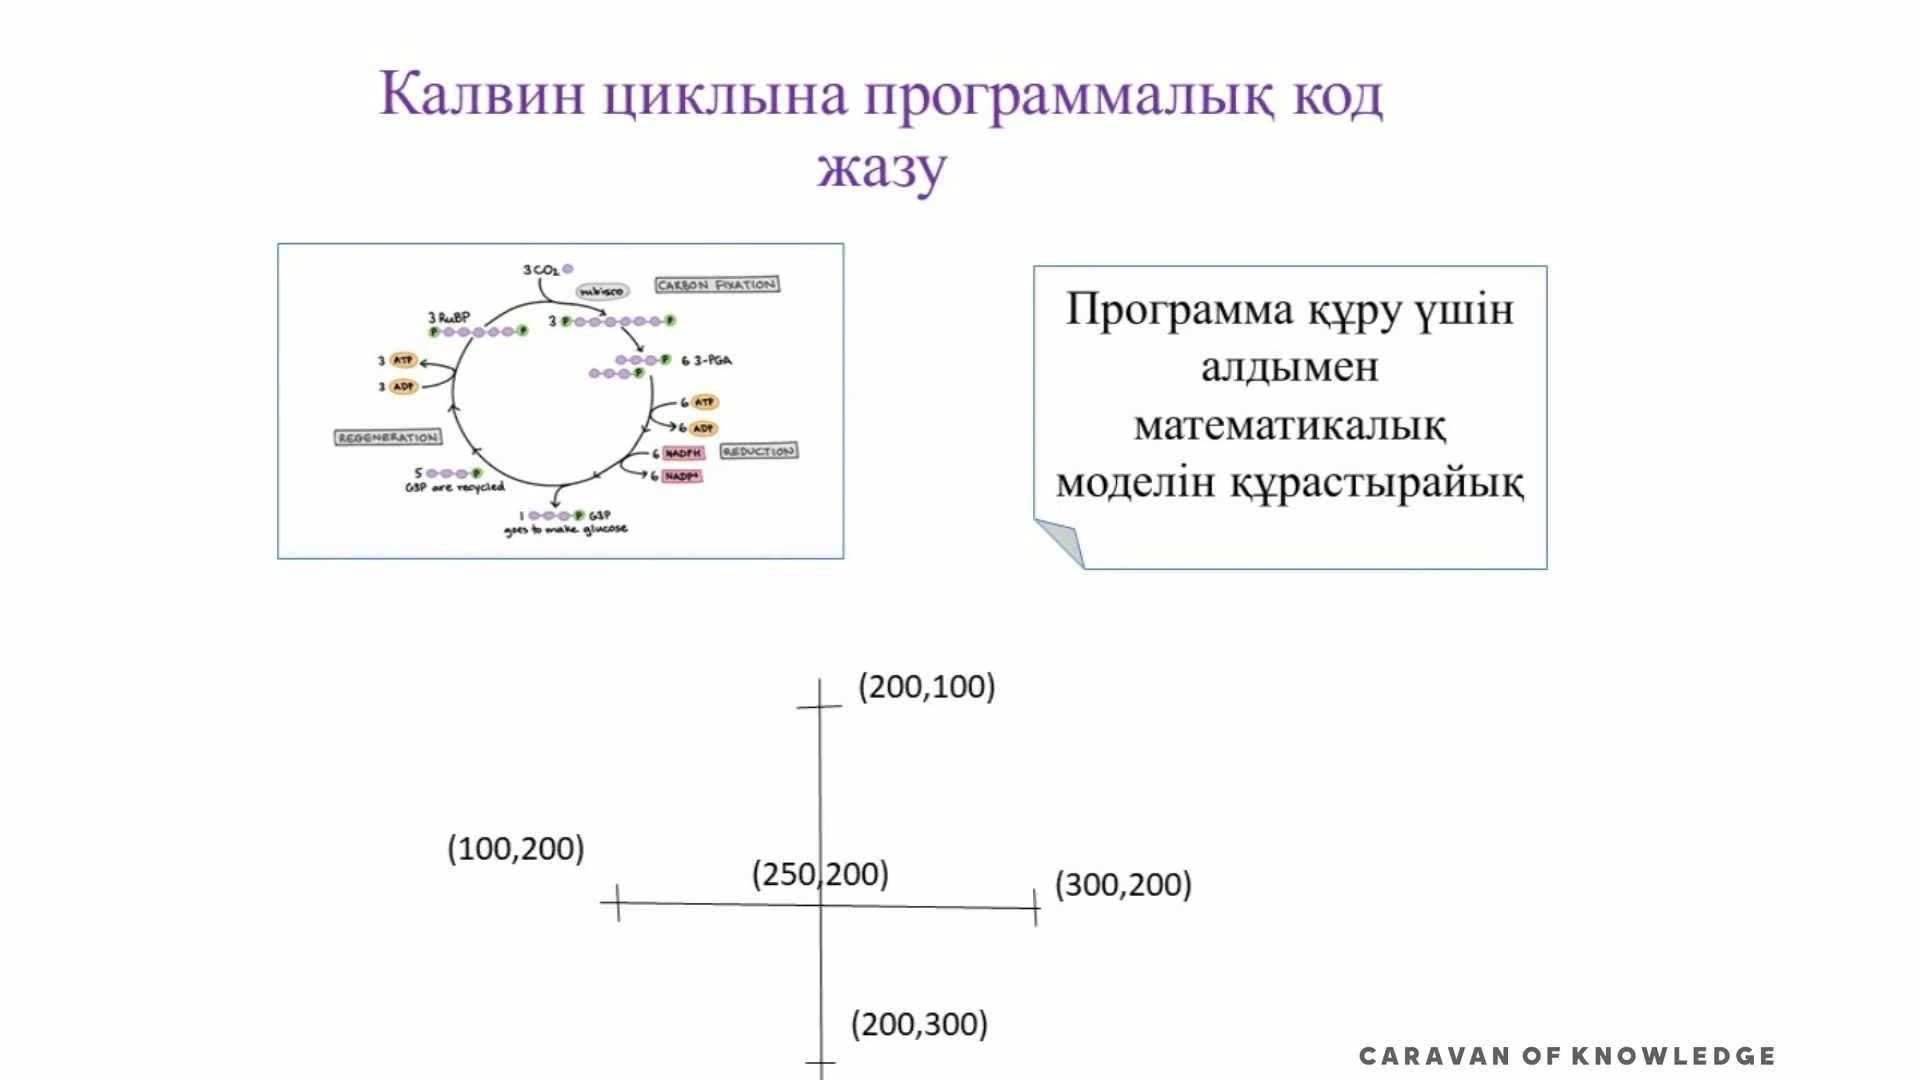 Калвин циклына программалық код
жазу
3 CO₂
rubisco
CARBON FIXATION
3 RuBP
P P
3 P P
P 6 3-PGA
P
3 ATP
3 ADP
6 ATP
6 ADP
REGENERATION
6 NADPH
REDUCTION
6 NADP⁺
5 P
G3P are recycled
1 P G3P
goes to make glucose
Программа құру үшін
алдымен
математикалық
моделін құрастырайық
(200,100)
(100,200)
(250,200)
(300,200)
(200,300)
CARAVAN OF KNOWLEDGE